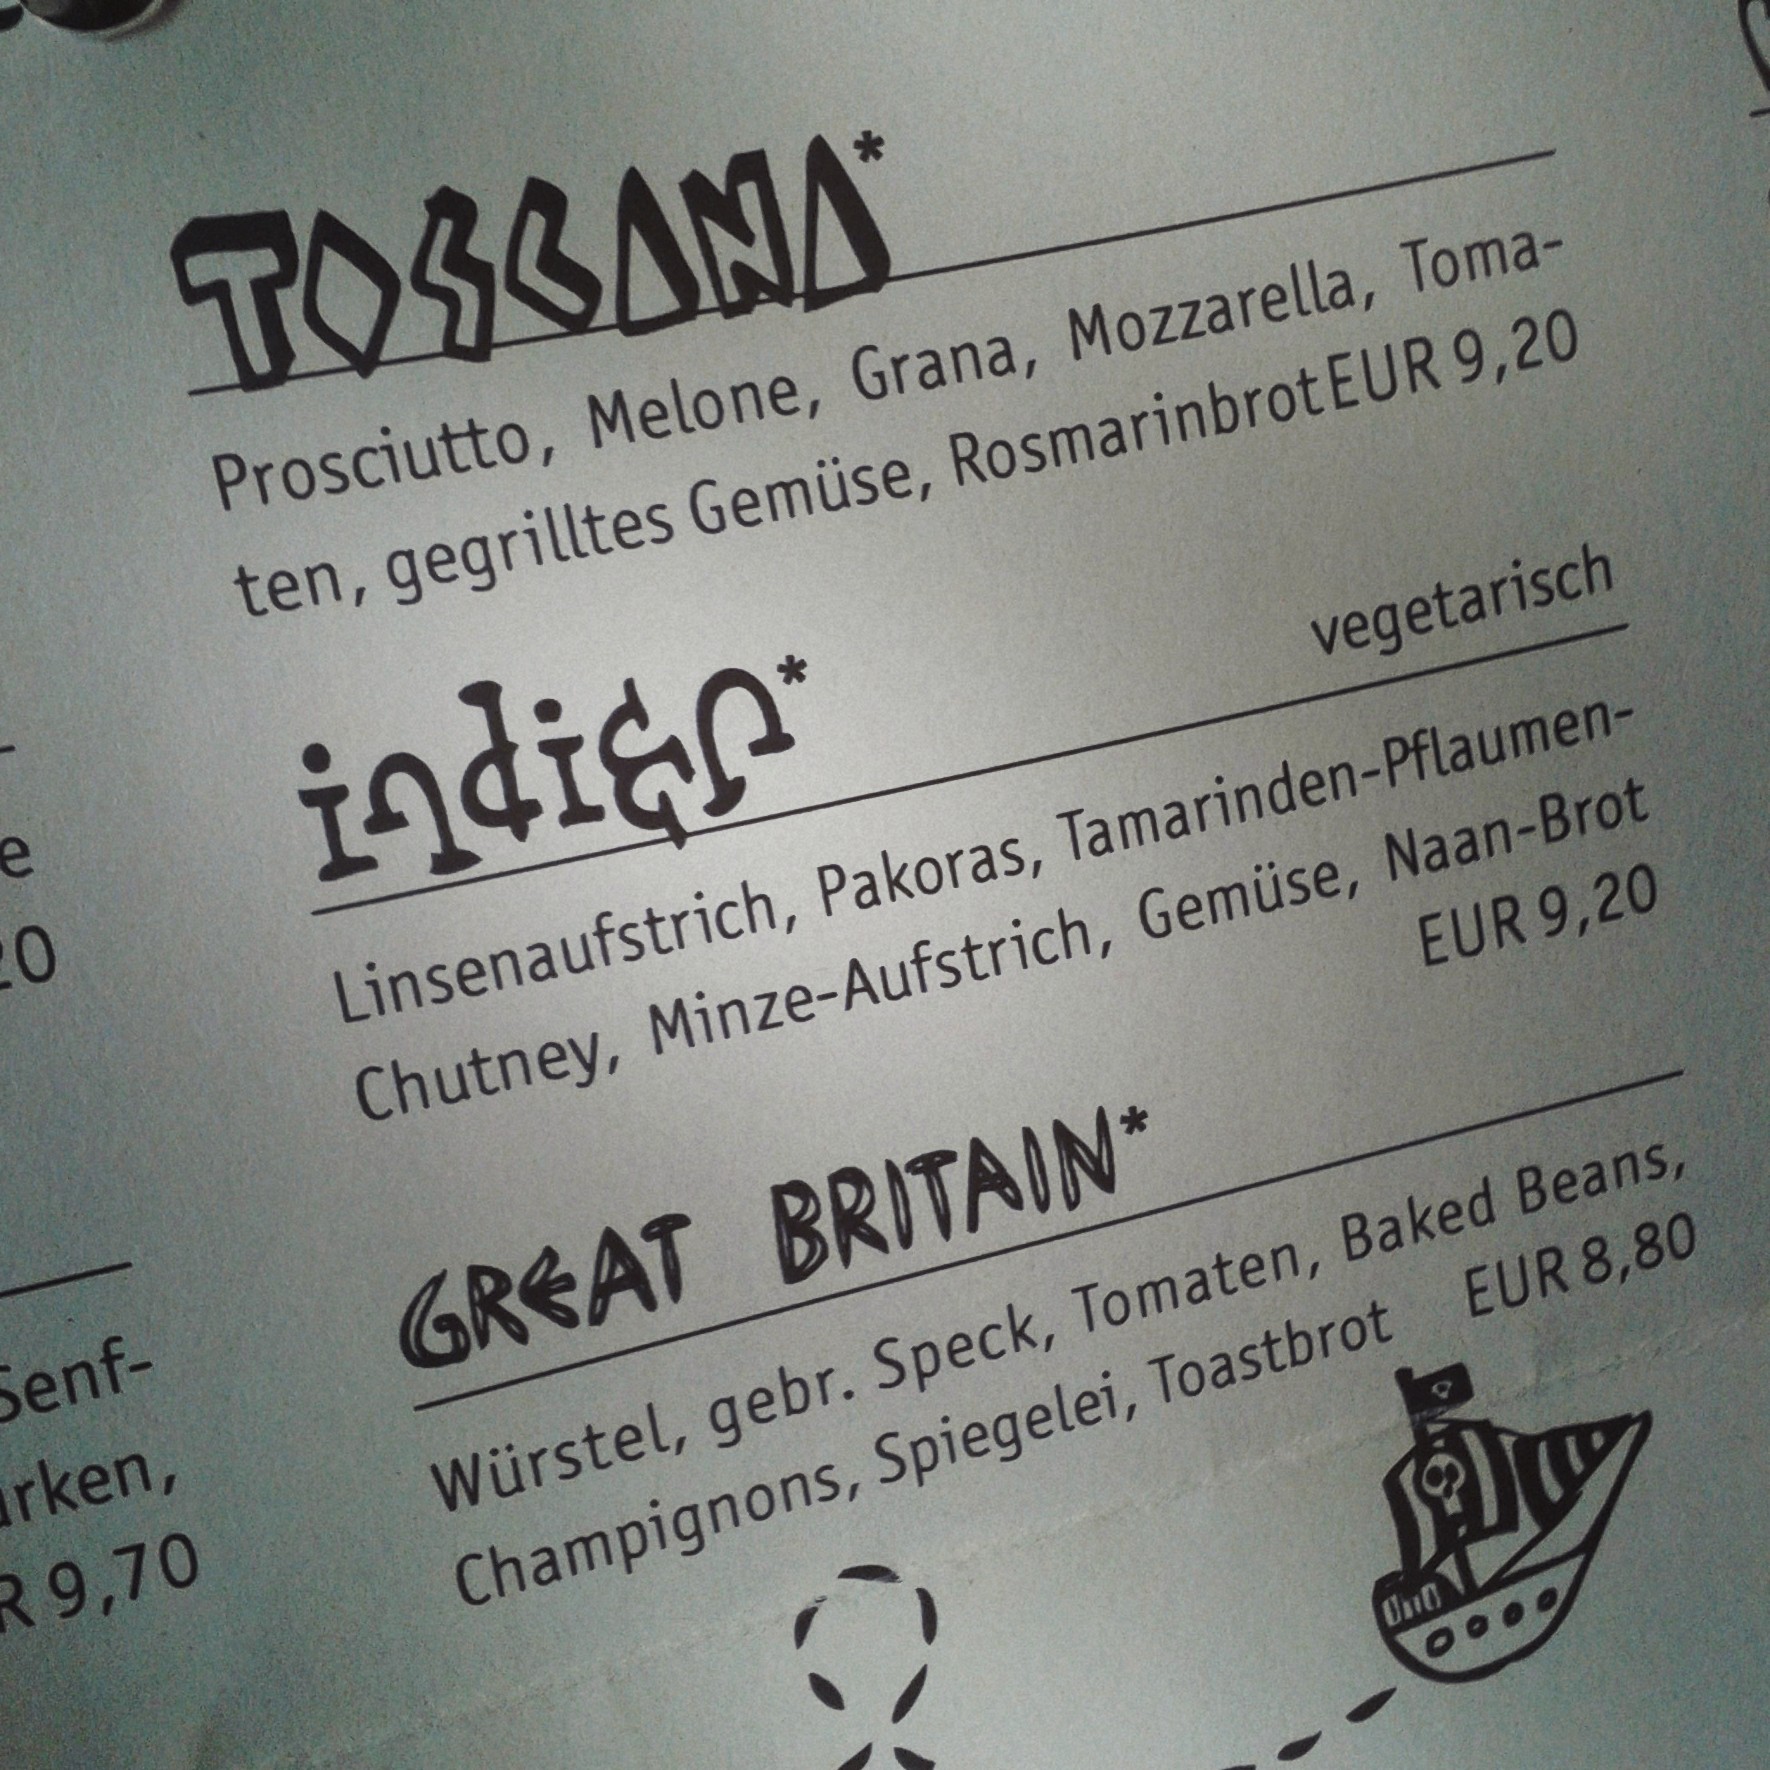 TOSCANA*
Prosciutto, Melone, Grana, Mozzarella, Toma-
ten, gegrilltes Gemüse, Rosmarinbrot EUR 9,20
indien*
vegetarisch
Linsenaufstrich, Pakoras, Tamarinden-Pflaumen-
Chutney, Minze-Aufstrich, Gemüse, Naan-Brot
EUR 9,20
GREAT BRITAIN*
Würstel, gebr. Speck, Tomaten, Baked Beans,
Champignons, Spiegelei, Toastbrot EUR 8,80
Senf-
9,70